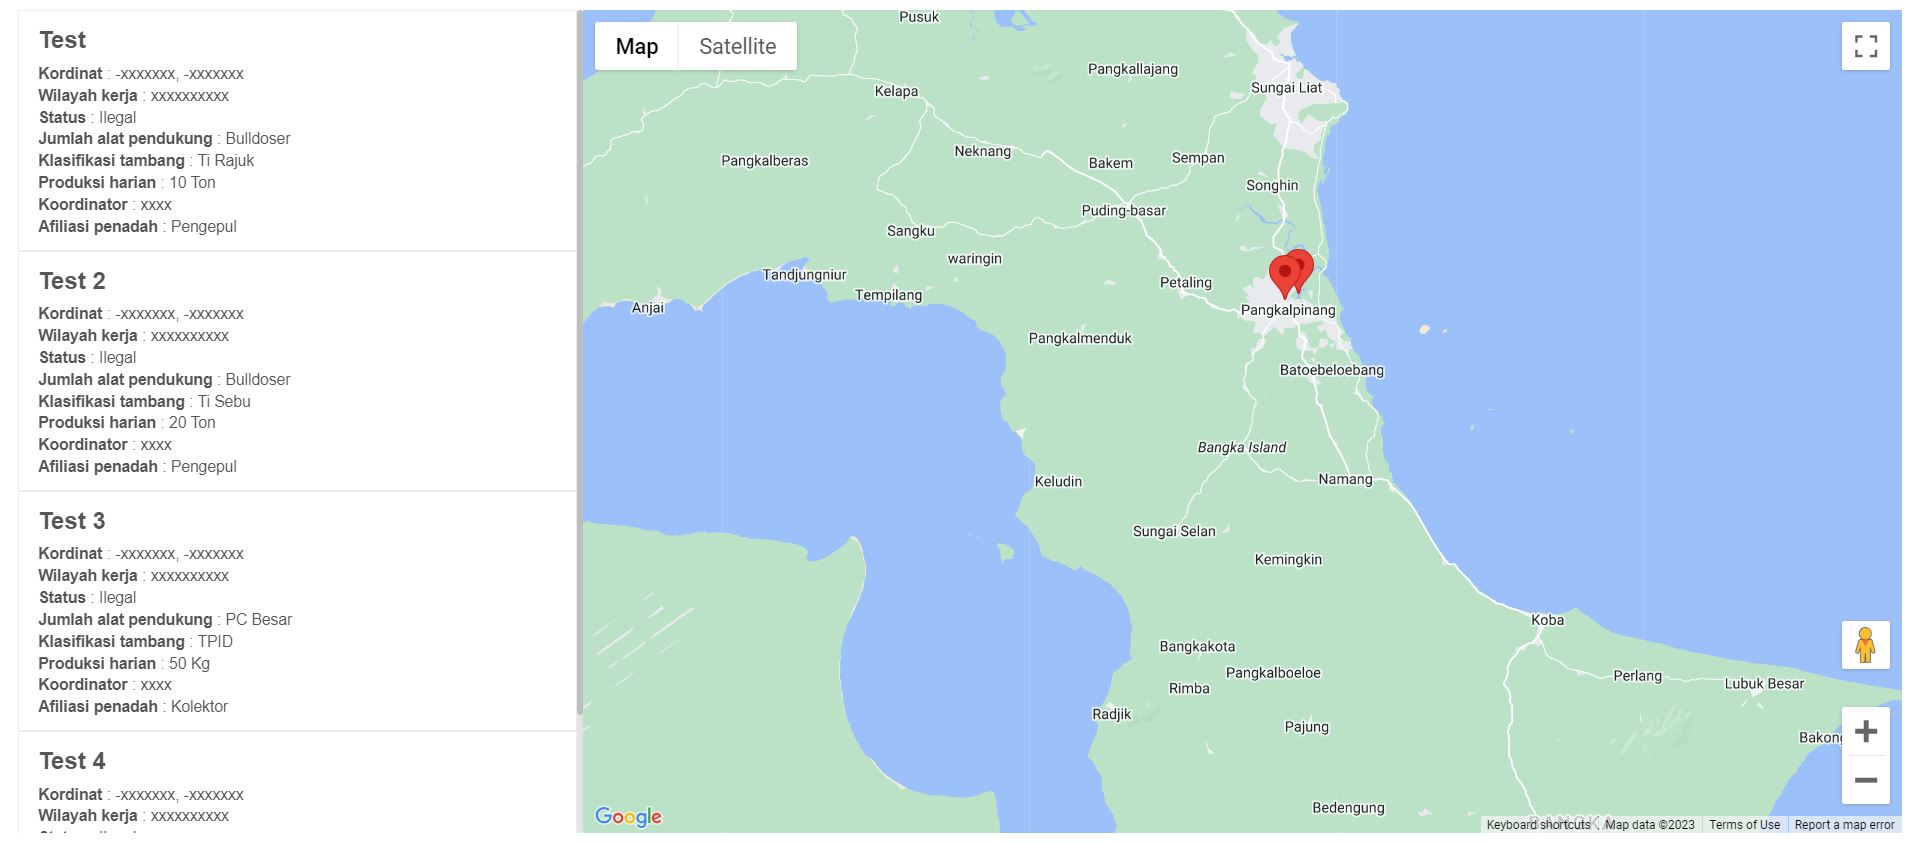 Test
Kordinat : -xxxxxxx, -xxxxxxx
Wilayah kerja : xxxxxxxxxx
Status : Ilegal
Jumlah alat pendukung : Bulldoser
Klasifikasi tambang : Ti Rajuk
Produksi harian : 10 Ton
Koordinator : xxxx
Afiliasi penadah : Pengepul
Test 2
Kordinat : -xxxxxxx, -xxxxxxx
Wilayah kerja : xxxxxxxxxx
Status : Ilegal
Jumlah alat pendukung : Bulldoser
Klasifikasi tambang : Ti Sebu
Produksi harian : 20 Ton
Koordinator : xxxx
Afiliasi penadah : Pengepul
Test 3
Kordinat : -xxxxxxx, -xxxxxxx
Wilayah kerja : xxxxxxxxxx
Status : Ilegal
Jumlah alat pendukung : PC Besar
Klasifikasi tambang : TPID
Produksi harian : 50 Kg
Koordinator : xxxx
Afiliasi penadah : Kolektor
Test 4
Kordinat : -xxxxxxx, -xxxxxxx
Wilayah kerja : xxxxxxxxxx
Map
Satellite
Pusuk
Pangkallajang
Sungai Liat
Kelapa
Neknang
Pangkalberas
Bakem
Sempan
Songhin
Puding-basar
Sangku
waringin
Tandjungniur
Petaling
Tempilang
Anjai
Pangkalpinang
Pangkalmenduk
Batoebeloebang
Bangka Island
Keludin
Namang
Sungai Selan
Kemingkin
Koba
Bangkakota
Pangkalboeloe
Perlang
Lubuk Besar
Rimba
Radjik
Pajung
Bakong
Bedengung
Google
Keyboard shortcuts
Map data ©2023
Terms of Use
Report a map error